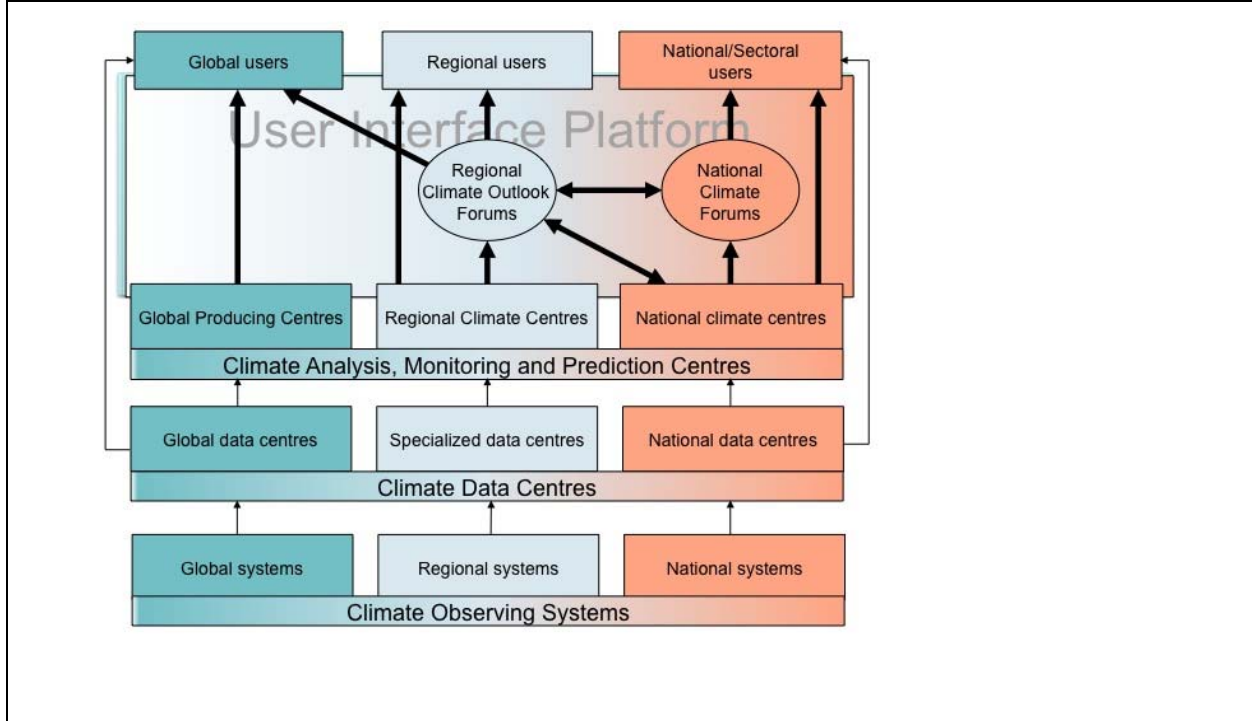 Global users
Regional users
National/Sectoral
users
User Interface Platform
Regional
Climate Outlook
Forums
National
Climate
Forums
Global Producing Centres
Regional Climate Centres
National climate centres
Climate Analysis, Monitoring and Prediction Centres
Global data centres
Specialized data centres
National data centres
Climate Data Centres
Global systems
Regional systems
National systems
Climate Observing Systems